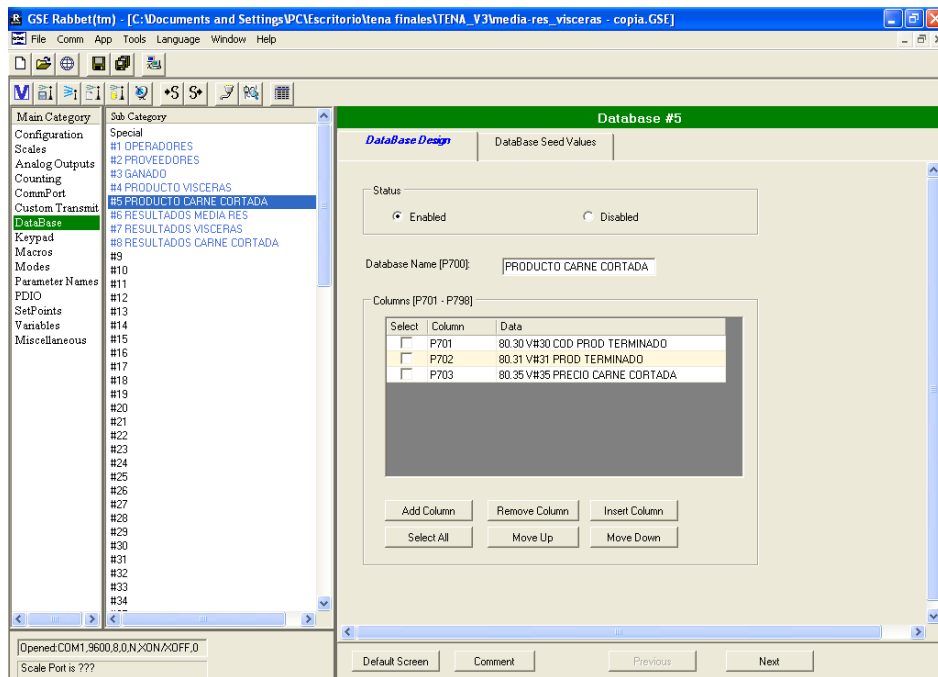 GSE Rabbet(tm) - [C:\Documents and Settings\PC\Escritorio\tena finales\TENA_V3\media-res_visceras - copia.GSE]
File Comm App Tools Language Window Help
Main Category
Configuration
Scales
Analog Outputs
Counting
CommPort
Custom Transmit
DataBase
Keypad
Macros
Modes
Parameter Names
PDIO
SetPoints
Variables
Miscellaneous
Sub Category
Special
#1 OPERADORES
#2 PROVEEDORES
#3 GANADO
#4 PRODUCTO VISCERAS
#5 PRODUCTO CARNE CORTADA
#6 RESULTADOS MEDIA RES
#7 RESULTADOS VISCERAS
#8 RESULTADOS CARNE CORTADA
#9
#10
#11
#12
#13
#14
#15
#16
#17
#18
#19
#20
#21
#22
#23
#24
#25
#26
#27
#28
#29
#30
#31
#32
#33
#34
Database #5
DataBase Design DataBase Seed Values
Status
Enabled Disabled
Database Name [P700]: PRODUCTO CARNE CORTADA
Columns [P701 - P798]
Select Column Data
P701 80.30 V#30 COD PROD TERMINADO
P702 80.31 V#31 PROD TERMINADO
P703 80.35 V#35 PRECIO CARNE CORTADA
Add Column Remove Column Insert Column
Select All Move Up Move Down
Opened:COM1,9600,8,0,N,XON/XOFF,0
Scale Port is ???
Default Screen Comment Previous Next